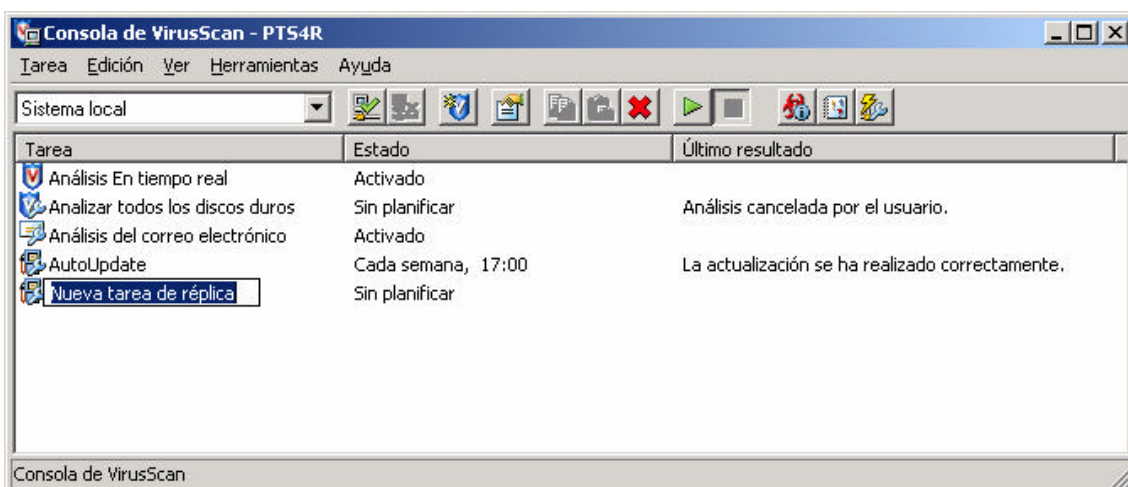 Consola de VirusScan - PTS4R
Tarea Edición Ver Herramientas Ayuda
Sistema local
Tarea Estado Último resultado
Análisis En tiempo real Activado
Analizar todos los discos duros Sin planificar Análisis cancelada por el usuario.
Análisis del correo electrónico Activado
AutoUpdate Cada semana, 17:00 La actualización se ha realizado correctamente.
Nueva tarea de réplica Sin planificar
Consola de VirusScan